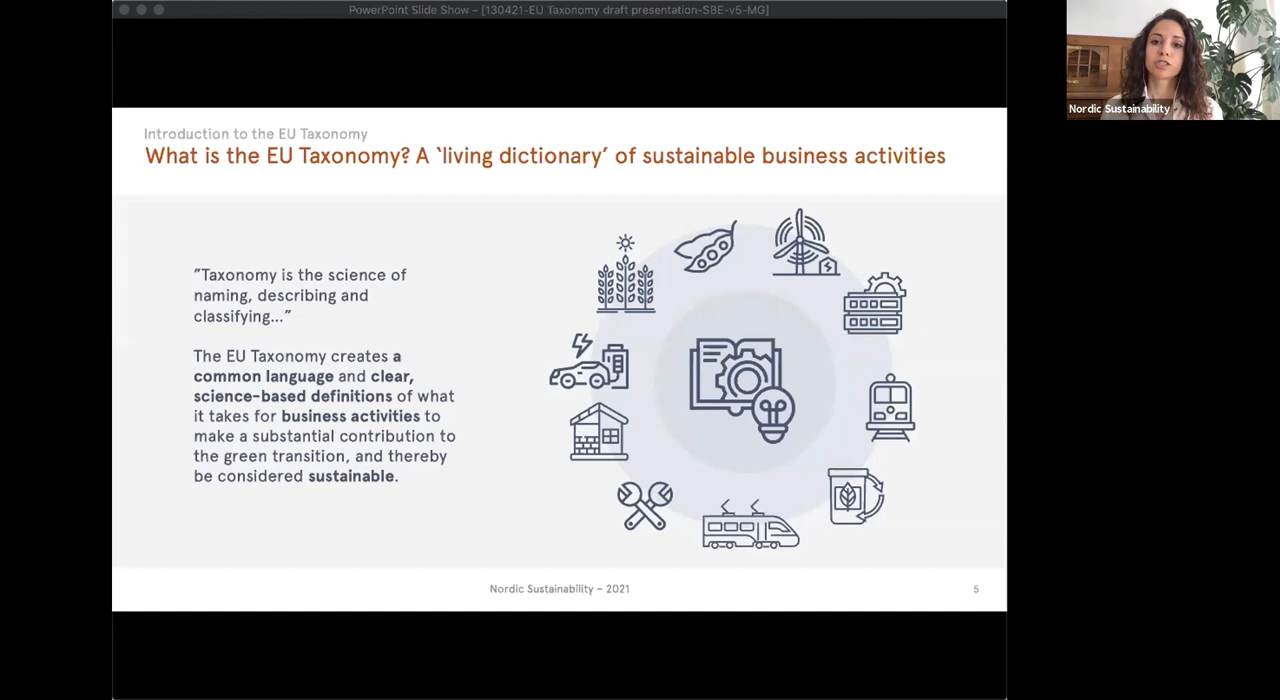 PowerPoint Slide Show – [130421-EU Taxonomy draft presentation-SBE-v5-MG]
Nordic Sustainability
Introduction to the EU Taxonomy
What is the EU Taxonomy? A ‘living dictionary’ of sustainable business activities
”Taxonomy is the science of
naming, describing and
classifying...”
The EU Taxonomy creates a
common language and clear,
science-based definitions of what
it takes for business activities to
make a substantial contribution to
the green transition, and thereby
be considered sustainable.
Nordic Sustainability – 2021
5